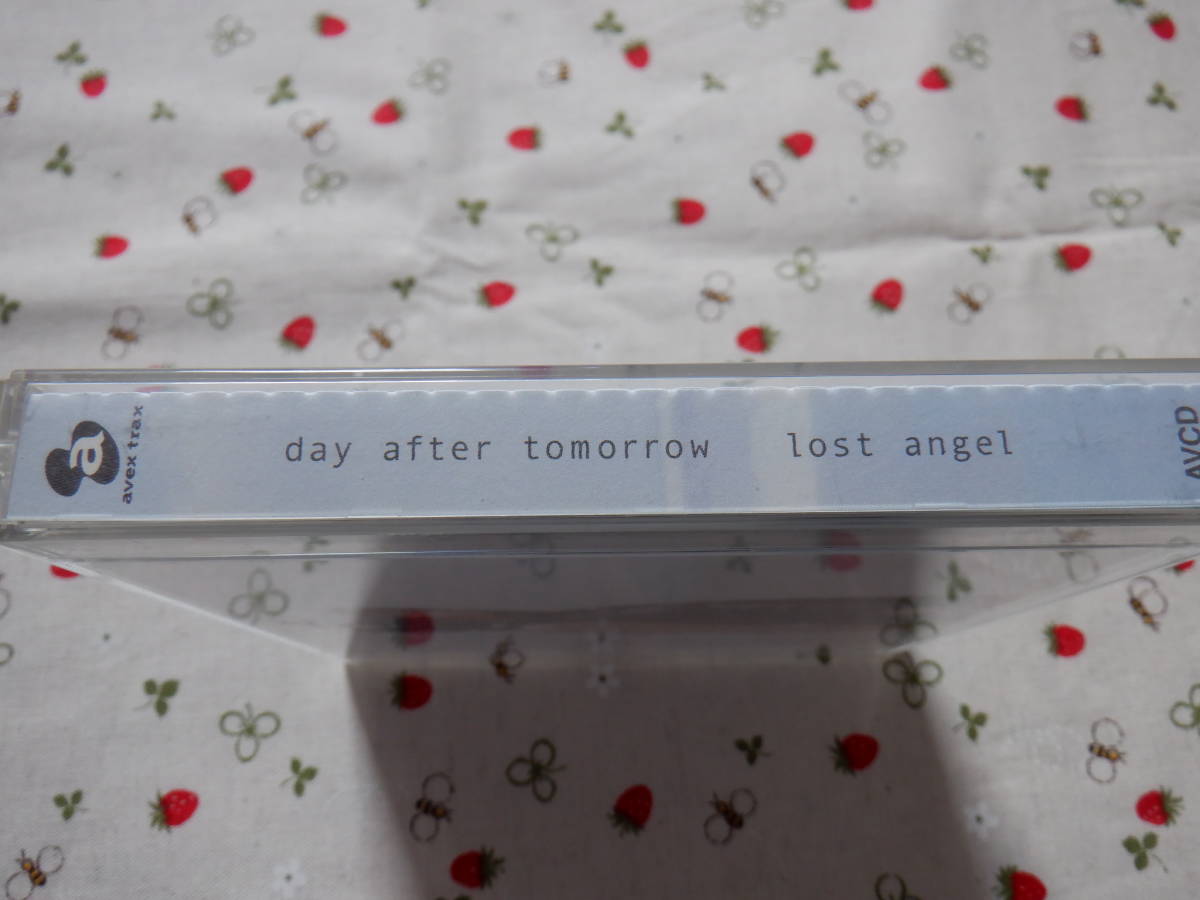 a
avex trax
day after tomorrow lost angel
AVCD